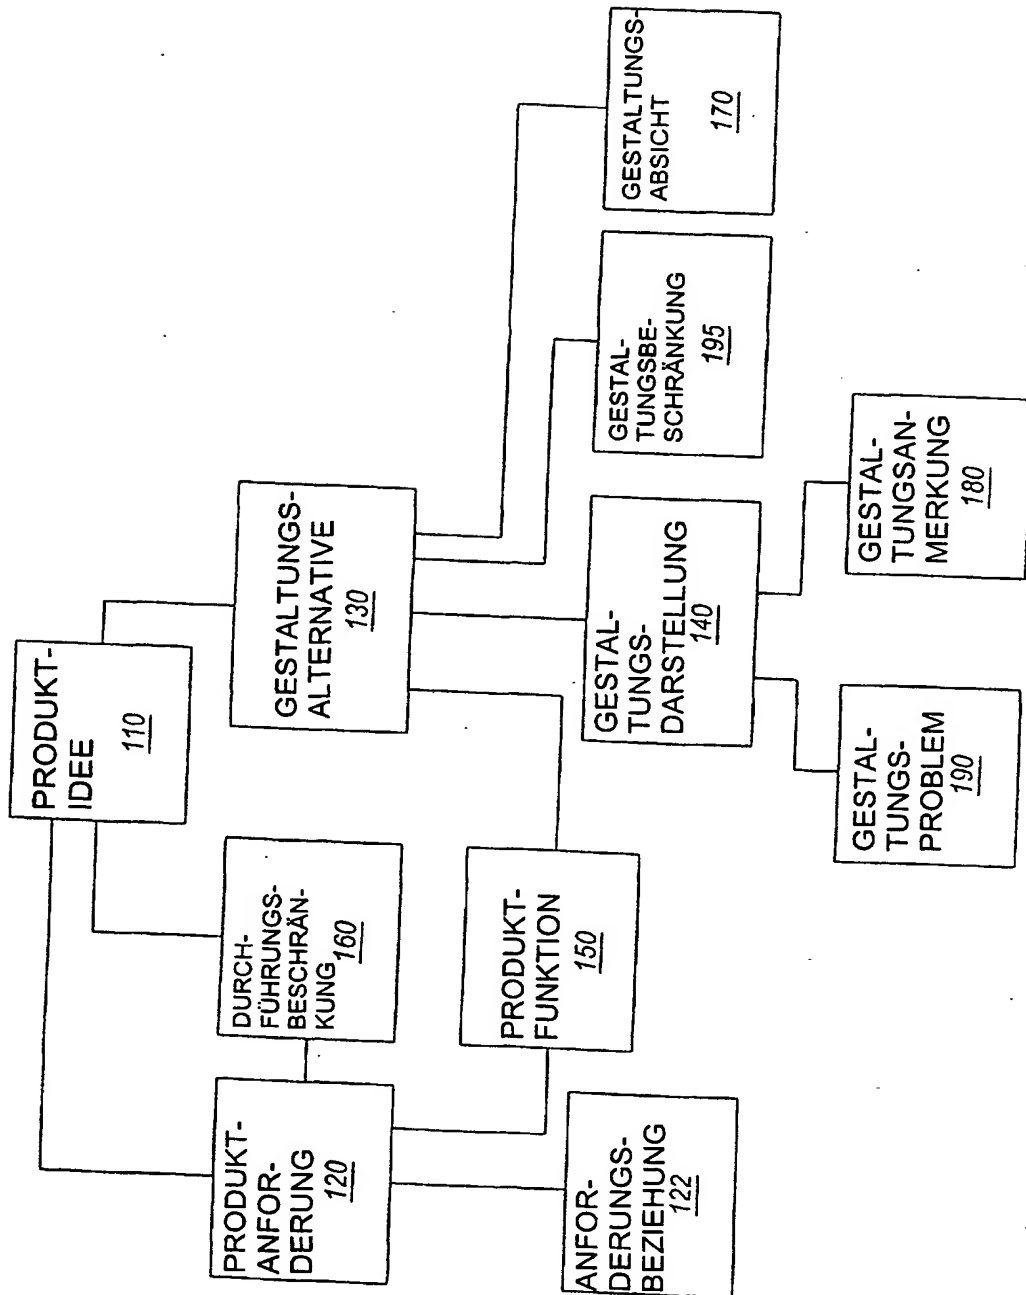 PRODUKT-
IDEE
110
PRODUKT-
ANFOR-
DERUNG
120
DURCH-
FÜHRUNGS-
BESCHRÄN-
KUNG 160
GESTALTUNGS-
ALTERNATIVE
130
ANFOR-
DERUNGS-
BEZIEHUNG
122
PRODUKT-
FUNKTION
150
GESTAL-
TUNGS-
DARSTELLUNG
140
GESTAL-
TUNGSBE-
SCHRÄNKUNG
195
GESTALTUNGS-
ABSICHT
170
GESTAL-
TUNGS-
PROBLEM
190
GESTAL-
TUNGSAN-
MERKUNG
180